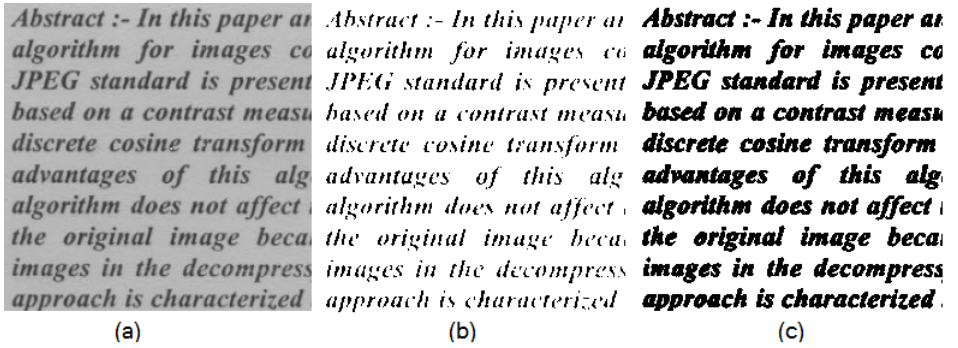 Abstract :- In this paper
algorithm for images co
JPEG standard is present
based on a contrast measu
discrete cosine transform
advantages of this alg
algorithm does not affect
the original image beca
images in the decompress
approach is characterized
(a)
Abstract :- In this paper
algorithm for images co
JPEG standard is present
based on a contrast measu
discrete cosine transform
advantages of this alg
algorithm does not affect
the original image beca
images in the decompress
approach is characterized
(b)
Abstract :- In this paper
algorithm for images co
JPEG standard is present
based on a contrast measu
discrete cosine transform
advantages of this alg
algorithm does not affect
the original image beca
images in the decompress
approach is characterized
(c)